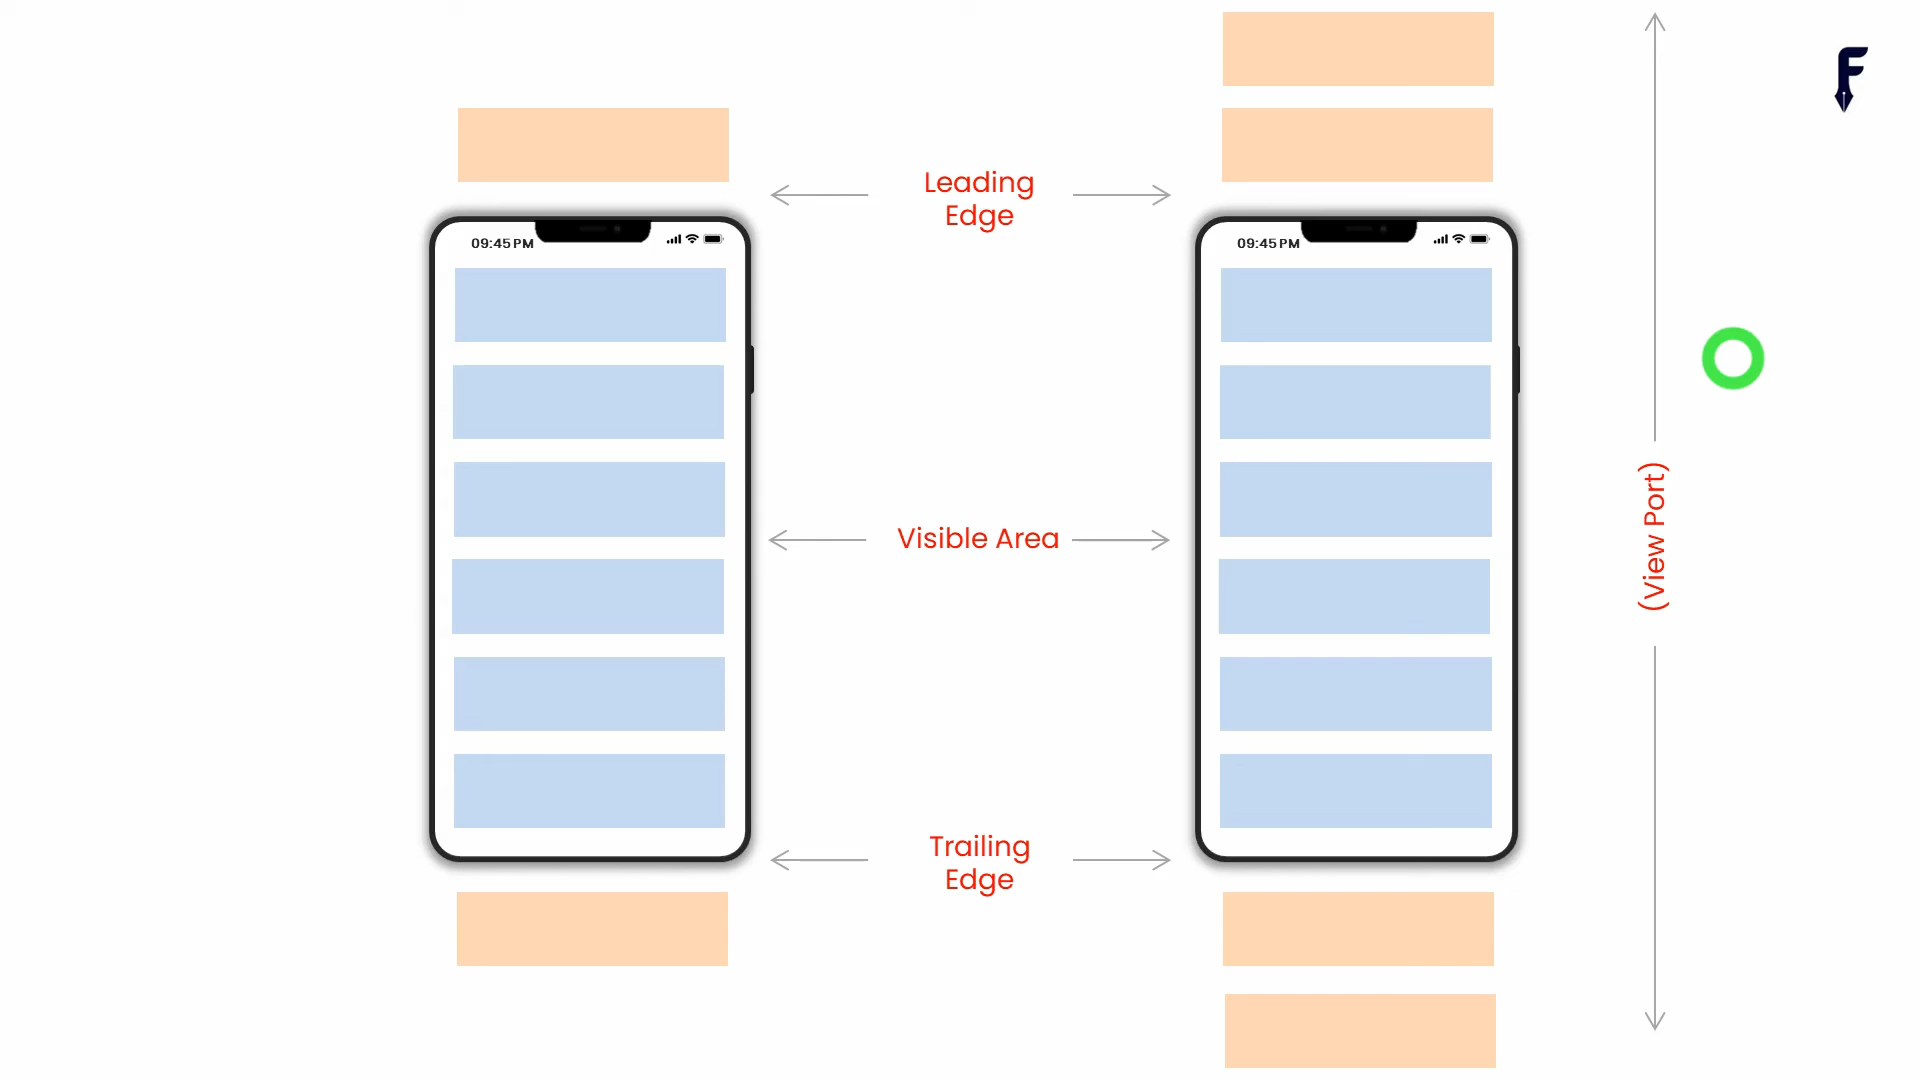 Leading
Edge
09:45 PM
09:45 PM
Visible Area
(View Port)
Trailing
Edge